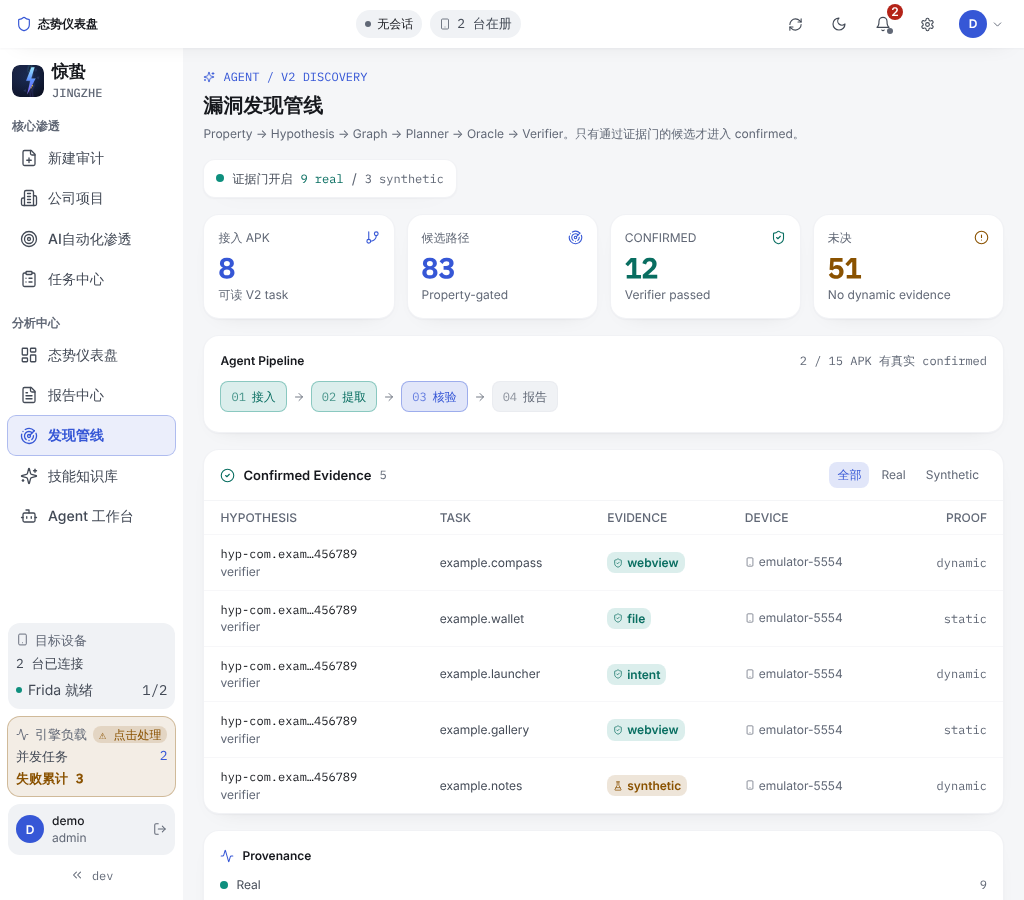 态势仪表盘
无会话
2 台在册
2
D
惊蛰
JINGZHE
核心渗透
新建审计
公司项目
AI自动化渗透
任务中心
分析中心
态势仪表盘
报告中心
发现管线
技能知识库
Agent 工作台
目标设备
2 台已连接
Frida 就绪 1/2
引擎负载 点击处理
并发任务 2
失败累计 3
D
demo
admin
dev
AGENT / V2 DISCOVERY
漏洞发现管线
Property → Hypothesis → Graph → Planner → Oracle → Verifier。只有通过证据门的候选才进入 confirmed。
证据门开启 9 real / 3 synthetic
接入 APK
8
可读 V2 task
候选路径
83
Property-gated
CONFIRMED
12
Verifier passed
未决
51
No dynamic evidence
Agent Pipeline 2 / 15 APK 有真实 confirmed
01 接入 → 02 提取 → 03 核验 → 04 报告
Confirmed Evidence 5 全部 Real Synthetic
HYPOTHESIS TASK EVIDENCE DEVICE PROOF
hyp-com.exam…456789
verifier
example.compass webview emulator-5554 dynamic
hyp-com.exam…456789
verifier
example.wallet file emulator-5554 static
hyp-com.exam…456789
verifier
example.launcher intent emulator-5554 dynamic
hyp-com.exam…456789
verifier
example.gallery webview emulator-5554 static
hyp-com.exam…456789
verifier
example.notes synthetic emulator-5554 dynamic
Provenance
Real 9